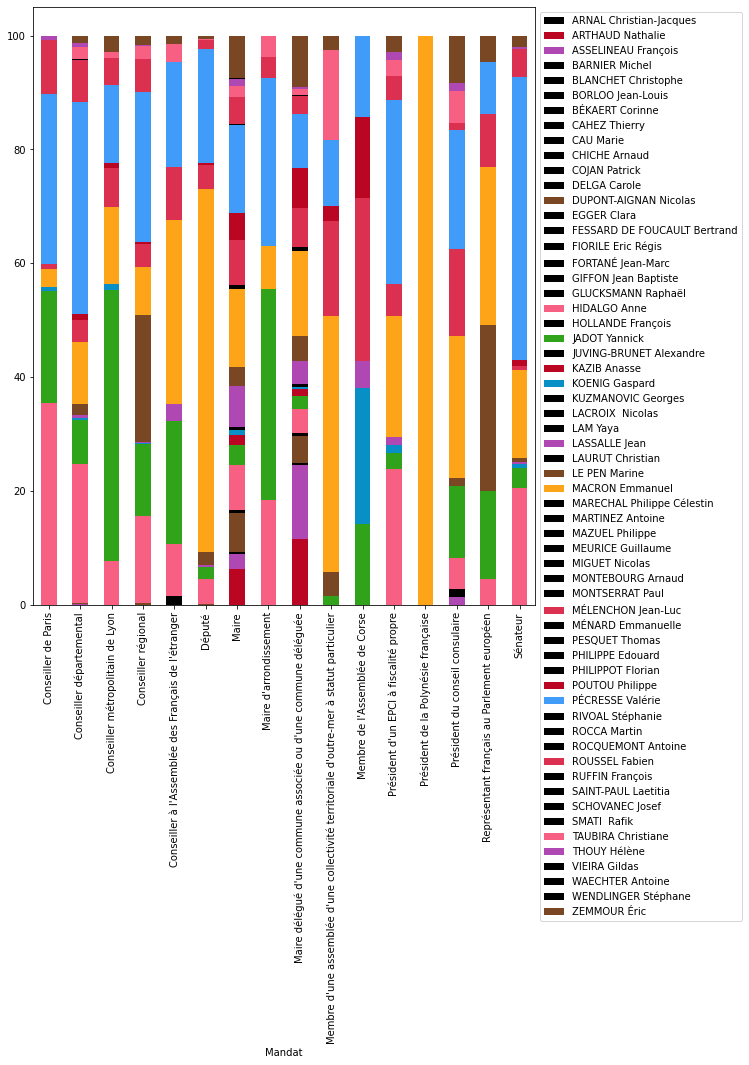 100
80
60
40
20
0
Conseiller de Paris
Conseiller départemental
Conseiller métropolitain de Lyon
Conseiller régional
Conseiller à l'Assemblée des Français de l'étranger
Député
Maire
Maire d'arrondissement
Maire délégué d'une commune associée ou d'une commune déléguée
Membre d'une assemblée d'une collectivité territoriale d'outre-mer à statut particulier
Membre de l'Assemblée de Corse
Président d'un EPCI à fiscalité propre
Président de la Polynésie française
Président du conseil consulaire
Représentant français au Parlement européen
Sénateur
Mandat
ARNAL Christian-Jacques
ARTHAUD Nathalie
ASSELINEAU François
BARNIER Michel
BLANCHET Christophe
BORLOO Jean-Louis
BÉKAERT Corinne
CAHEZ Thierry
CAU Marie
CHICHE Arnaud
COJAN Patrick
DELGA Carole
DUPONT-AIGNAN Nicolas
EGGER Clara
FESSARD DE FOUCAULT Bertrand
FIORILE Eric Régis
FORTANÉ Jean-Marc
GIFFON Jean Baptiste
GLUCKSMANN Raphaël
HIDALGO Anne
HOLLANDE François
JADOT Yannick
JUVING-BRUNET Alexandre
KAZIB Anasse
KOENIG Gaspard
KUZMANOVIC Georges
LACROIX  Nicolas
LAM Yaya
LASSALLE Jean
LAURUT Christian
LE PEN Marine
MACRON Emmanuel
MARECHAL Philippe Célestin
MARTINEZ Antoine
MAZUEL Philippe
MEURICE Guillaume
MIGUET Nicolas
MONTEBOURG Arnaud
MONTSERRAT Paul
MÉLENCHON Jean-Luc
MÉNARD Emmanuelle
PESQUET Thomas
PHILIPPE Edouard
PHILIPPOT Florian
POUTOU Philippe
PÉCRESSE Valérie
RIVOAL Stéphanie
ROCCA Martin
ROCQUEMONT Antoine
ROUSSEL Fabien
RUFFIN François
SAINT-PAUL Laetitia
SCHOVANEC Josef
SMATI  Rafik
TAUBIRA Christiane
THOUY Hélène
VIEIRA Gildas
WAECHTER Antoine
WENDLINGER Stéphane
ZEMMOUR Éric